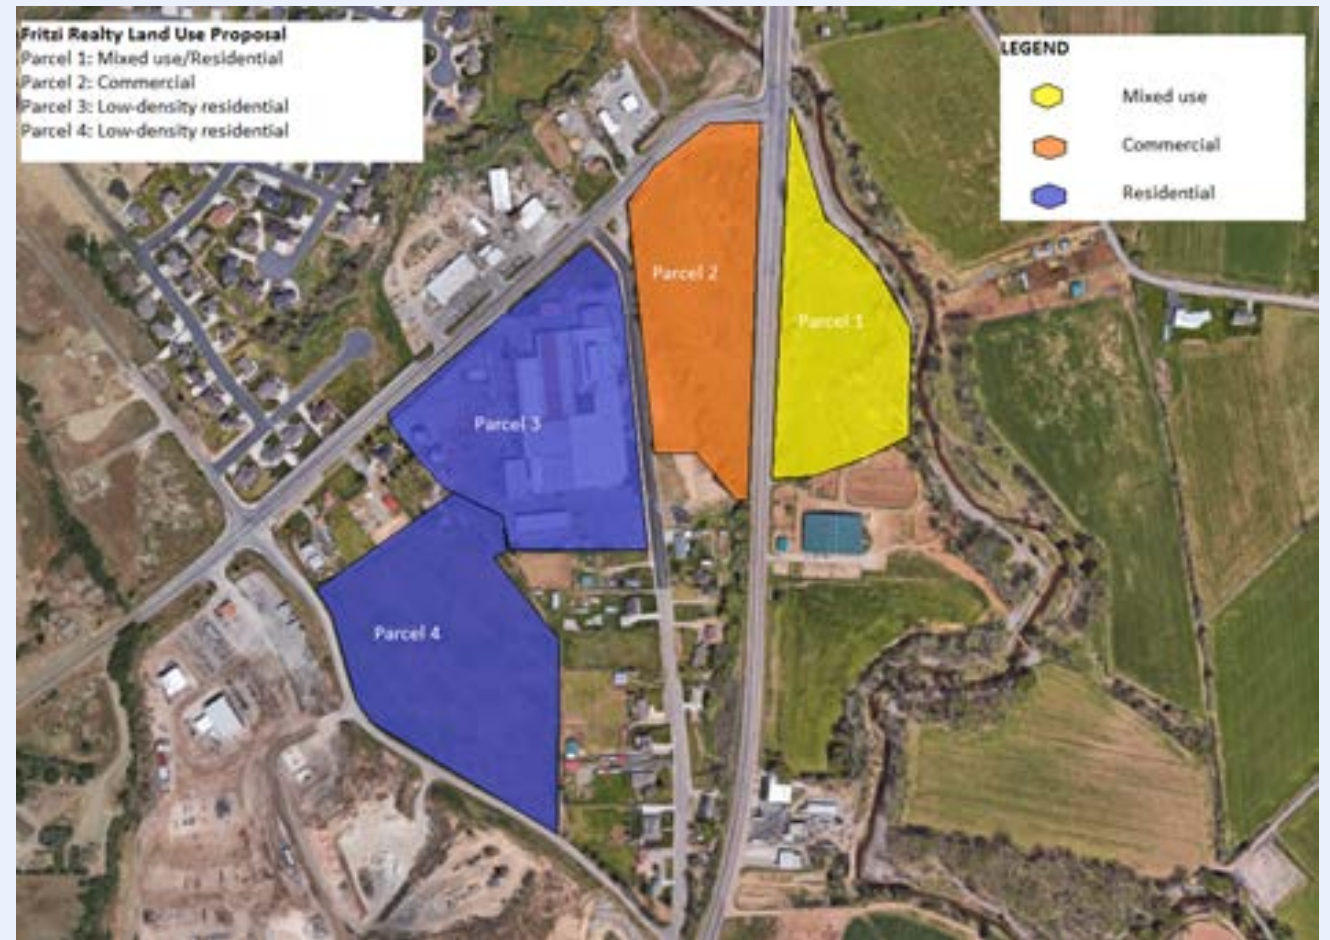 Fritzi Realty Land Use Proposal
Parcel 1: Mixed use/Residential
Parcel 2: Commercial
Parcel 3: Low-density residential
Parcel 4: Low-density residential
LEGEND
Mixed use
Commercial
Residential
Parcel 2
Parcel 1
Parcel 3
Parcel 4